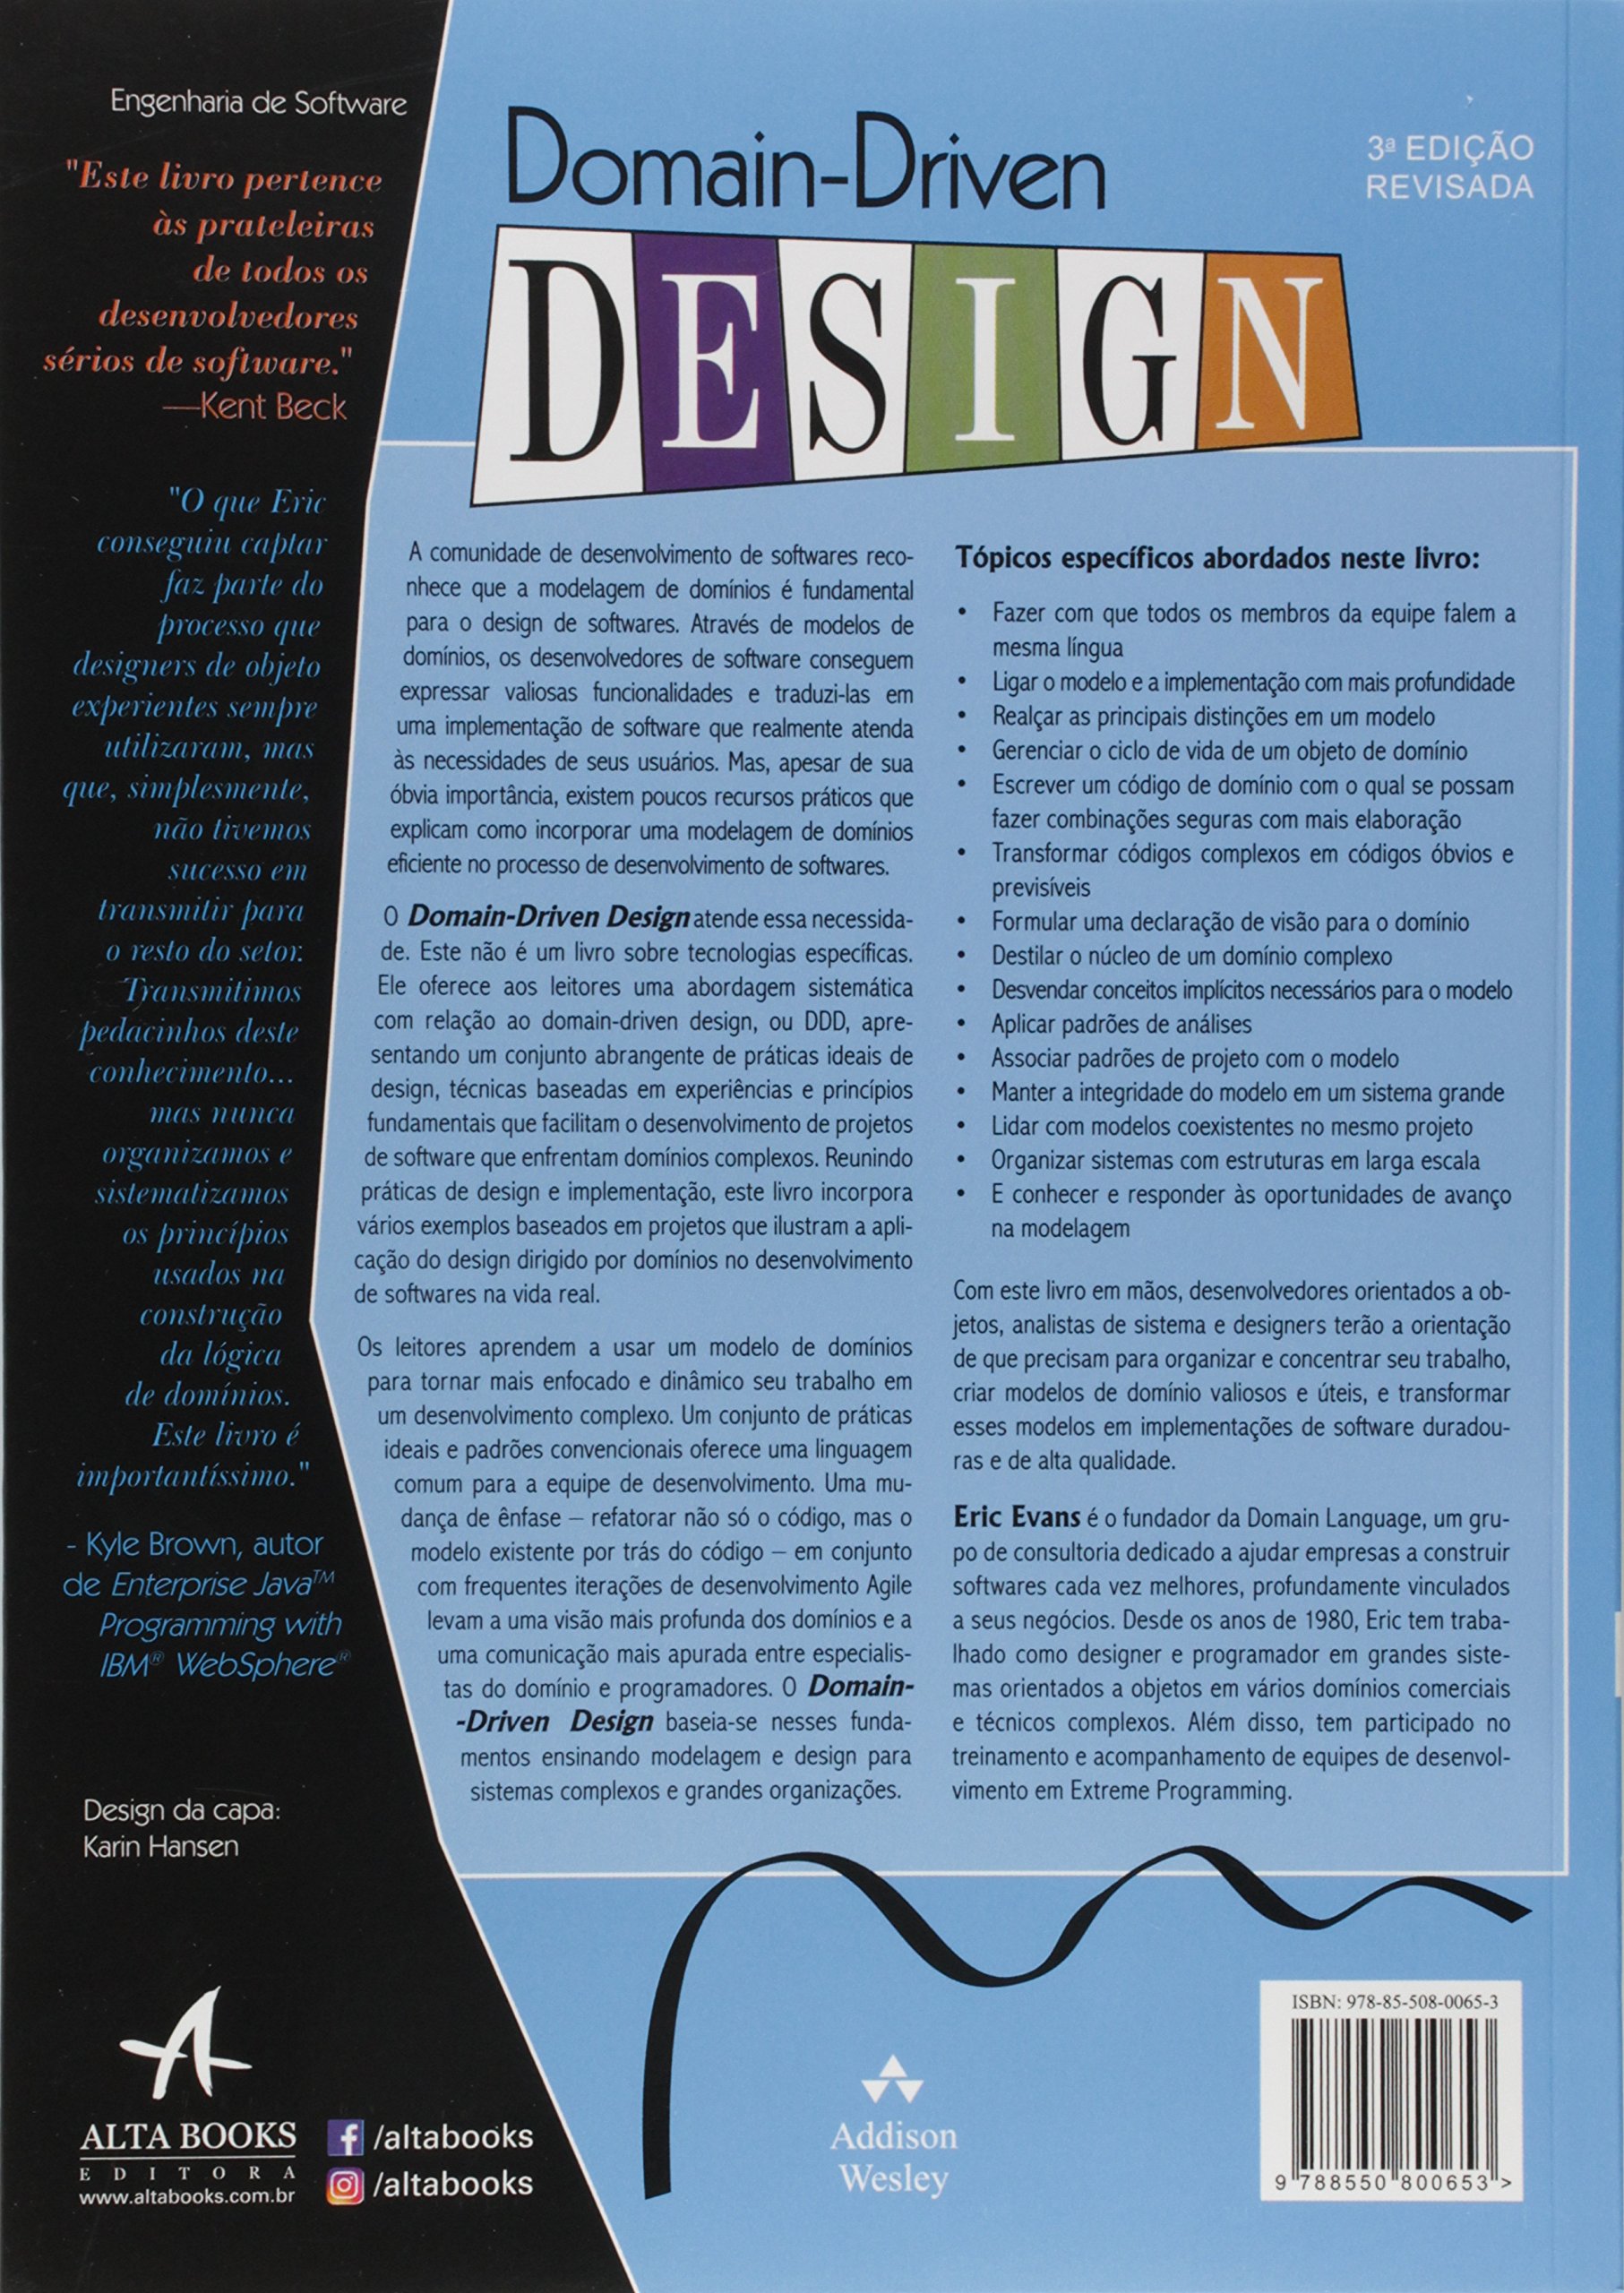 Engenharia de Software
"Este livro pertence
às prateleiras
de todos os
desenvolvedores
sérios de software."
—Kent Beck
"O que Eric
conseguiu captar
faz parte do
processo que
designers de objeto
experientes sempre
utilizaram, mas
que, simplesmente,
não tivemos
sucesso em
transmitir para
o resto do setor.
Transmitimos
pedacinhos deste
conhecimento...
mas nunca
organizamos e
sistematizamos
os princípios
usados na
construção
da lógica
de domínios.
Este livro é
importantíssimo."
- Kyle Brown, autor
de Enterprise Java™
Programming with
IBM® WebSphere®
Design da capa:
Karin Hansen
ALTA BOOKS
EDITORA
www.altabooks.com.br
/altabooks
/altabooks
Domain-Driven
DESIGN
3ª EDIÇÃO
REVISADA
A comunidade de desenvolvimento de softwares reco-
nhece que a modelagem de domínios é fundamental
para o design de softwares. Através de modelos de
domínios, os desenvolvedores de software conseguem
expressar valiosas funcionalidades e traduzi-las em
uma implementação de software que realmente atenda
às necessidades de seus usuários. Mas, apesar de sua
óbvia importância, existem poucos recursos práticos que
explicam como incorporar uma modelagem de domínios
eficiente no processo de desenvolvimento de softwares.
O Domain-Driven Design atende essa necessida-
de. Este não é um livro sobre tecnologias específicas.
Ele oferece aos leitores uma abordagem sistemática
com relação ao domain-driven design, ou DDD, apre-
sentando um conjunto abrangente de práticas ideais de
design, técnicas baseadas em experiências e princípios
fundamentais que facilitam o desenvolvimento de projetos
de software que enfrentam domínios complexos. Reunindo
práticas de design e implementação, este livro incorpora
vários exemplos baseados em projetos que ilustram a apli-
cação do design dirigido por domínios no desenvolvimento
de softwares na vida real.
Os leitores aprendem a usar um modelo de domínios
para tornar mais enfocado e dinâmico seu trabalho em
um desenvolvimento complexo. Um conjunto de práticas
ideais e padrões convencionais oferece uma linguagem
comum para a equipe de desenvolvimento. Uma mu-
dança de ênfase – refatorar não só o código, mas o
modelo existente por trás do código – em conjunto
com frequentes iterações de desenvolvimento Agile
levam a uma visão mais profunda dos domínios e a
uma comunicação mais apurada entre especialis-
tas do domínio e programadores. O Domain-
-Driven Design baseia-se nesses funda-
mentos ensinando modelagem e design para
sistemas complexos e grandes organizações.
Tópicos específicos abordados neste livro:
• Fazer com que todos os membros da equipe falem a
mesma língua
• Ligar o modelo e a implementação com mais profundidade
• Realçar as principais distinções em um modelo
• Gerenciar o ciclo de vida de um objeto de domínio
• Escrever um código de domínio com o qual se possam
fazer combinações seguras com mais elaboração
• Transformar códigos complexos em códigos óbvios e
previsíveis
• Formular uma declaração de visão para o domínio
• Destilar o núcleo de um domínio complexo
• Desvendar conceitos implícitos necessários para o modelo
• Aplicar padrões de análises
• Associar padrões de projeto com o modelo
• Manter a integridade do modelo em um sistema grande
• Lidar com modelos coexistentes no mesmo projeto
• Organizar sistemas com estruturas em larga escala
• E conhecer e responder às oportunidades de avanço
na modelagem
Com este livro em mãos, desenvolvedores orientados a ob-
jetos, analistas de sistema e designers terão a orientação
de que precisam para organizar e concentrar seu trabalho,
criar modelos de domínio valiosos e úteis, e transformar
esses modelos em implementações de software duradou-
ras e de alta qualidade.
Eric Evans é o fundador da Domain Language, um gru-
po de consultoria dedicado a ajudar empresas a construir
softwares cada vez melhores, profundamente vinculados
a seus negócios. Desde os anos de 1980, Eric tem traba-
lhado como designer e programador em grandes siste-
mas orientados a objetos em vários domínios comerciais
e técnicos complexos. Além disso, tem participado no
treinamento e acompanhamento de equipes de desenvol-
vimento em Extreme Programming.
Addison
Wesley
ISBN: 978-85-508-0065-3
9 788550 800653 >